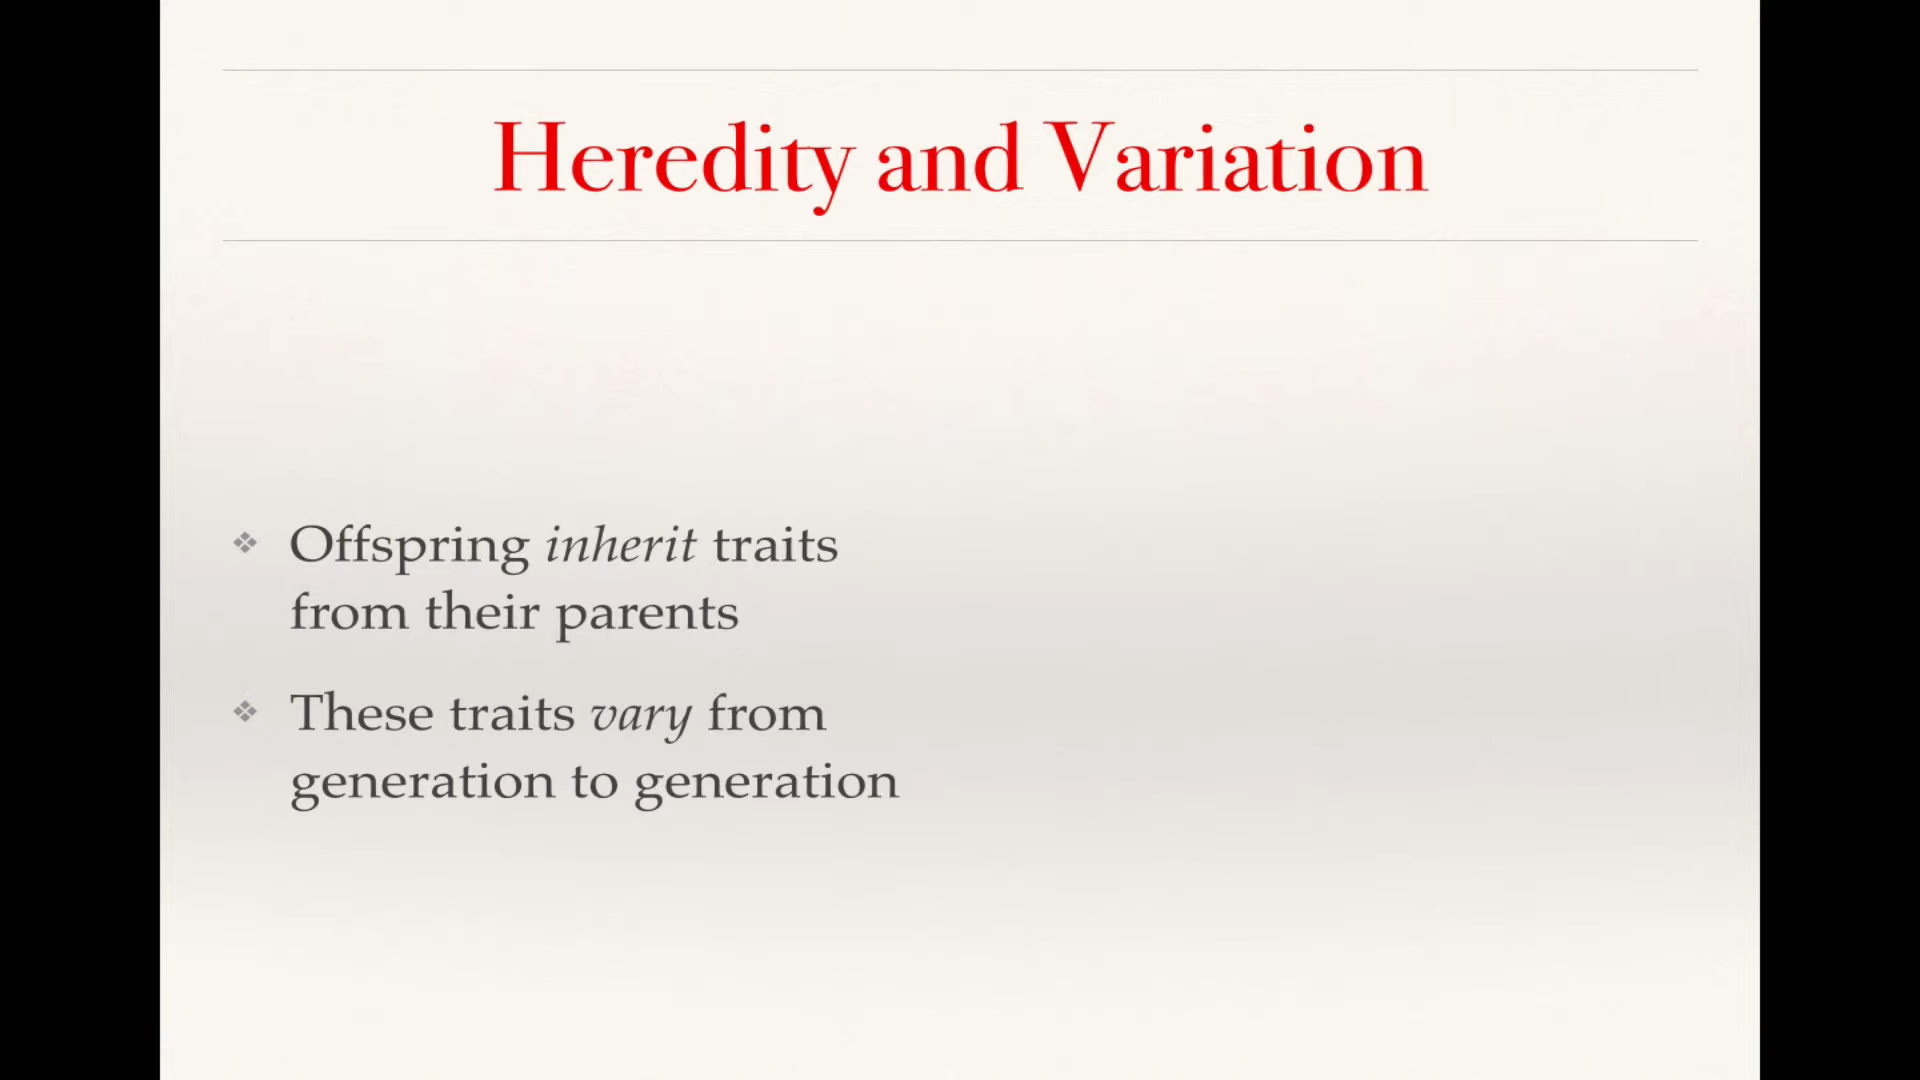 Heredity and Variation
Offspring inherit traits
from their parents
These traits vary from
generation to generation